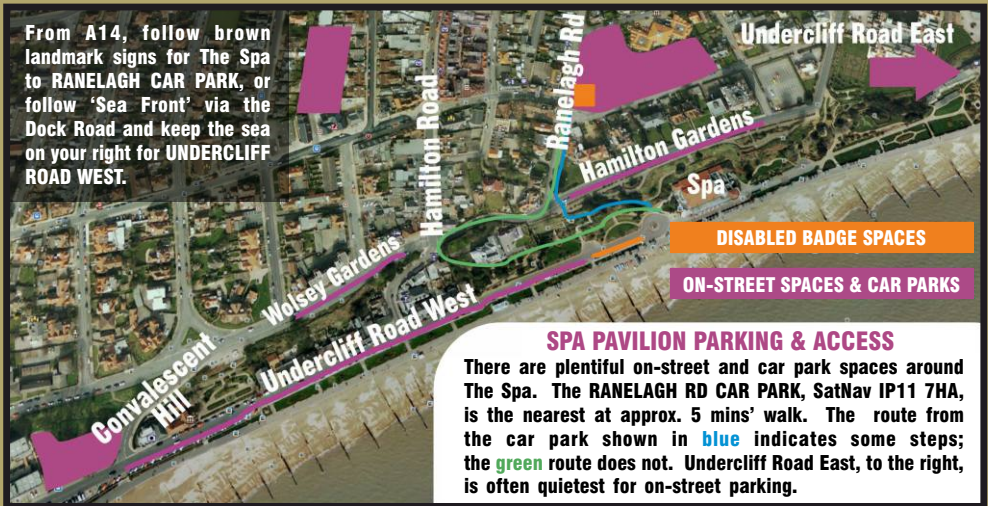 From A14, follow brown
landmark signs for The Spa
to RANELAGH CAR PARK, or
follow ‘Sea Front’ via the
Dock Road and keep the sea
on your right for UNDERCLIFF
ROAD WEST.
Hamilton Road
Ranelagh Rd
Undercliff Road East
Hamilton Gardens
Spa
Wolsey Gardens
Undercliff Road West
Convalescent
Hill
DISABLED BADGE SPACES
ON-STREET SPACES & CAR PARKS
SPA PAVILION PARKING & ACCESS
There are plentiful on-street and car park spaces around
The Spa. The RANELAGH RD CAR PARK, SatNav IP11 7HA,
is the nearest at approx. 5 mins’ walk. The route from
the car park shown in blue indicates some steps;
the green route does not. Undercliff Road East, to the right,
is often quietest for on-street parking.